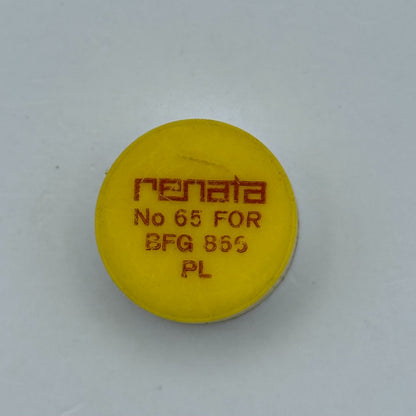 renata
No 65 FOR
BFG 866
PL